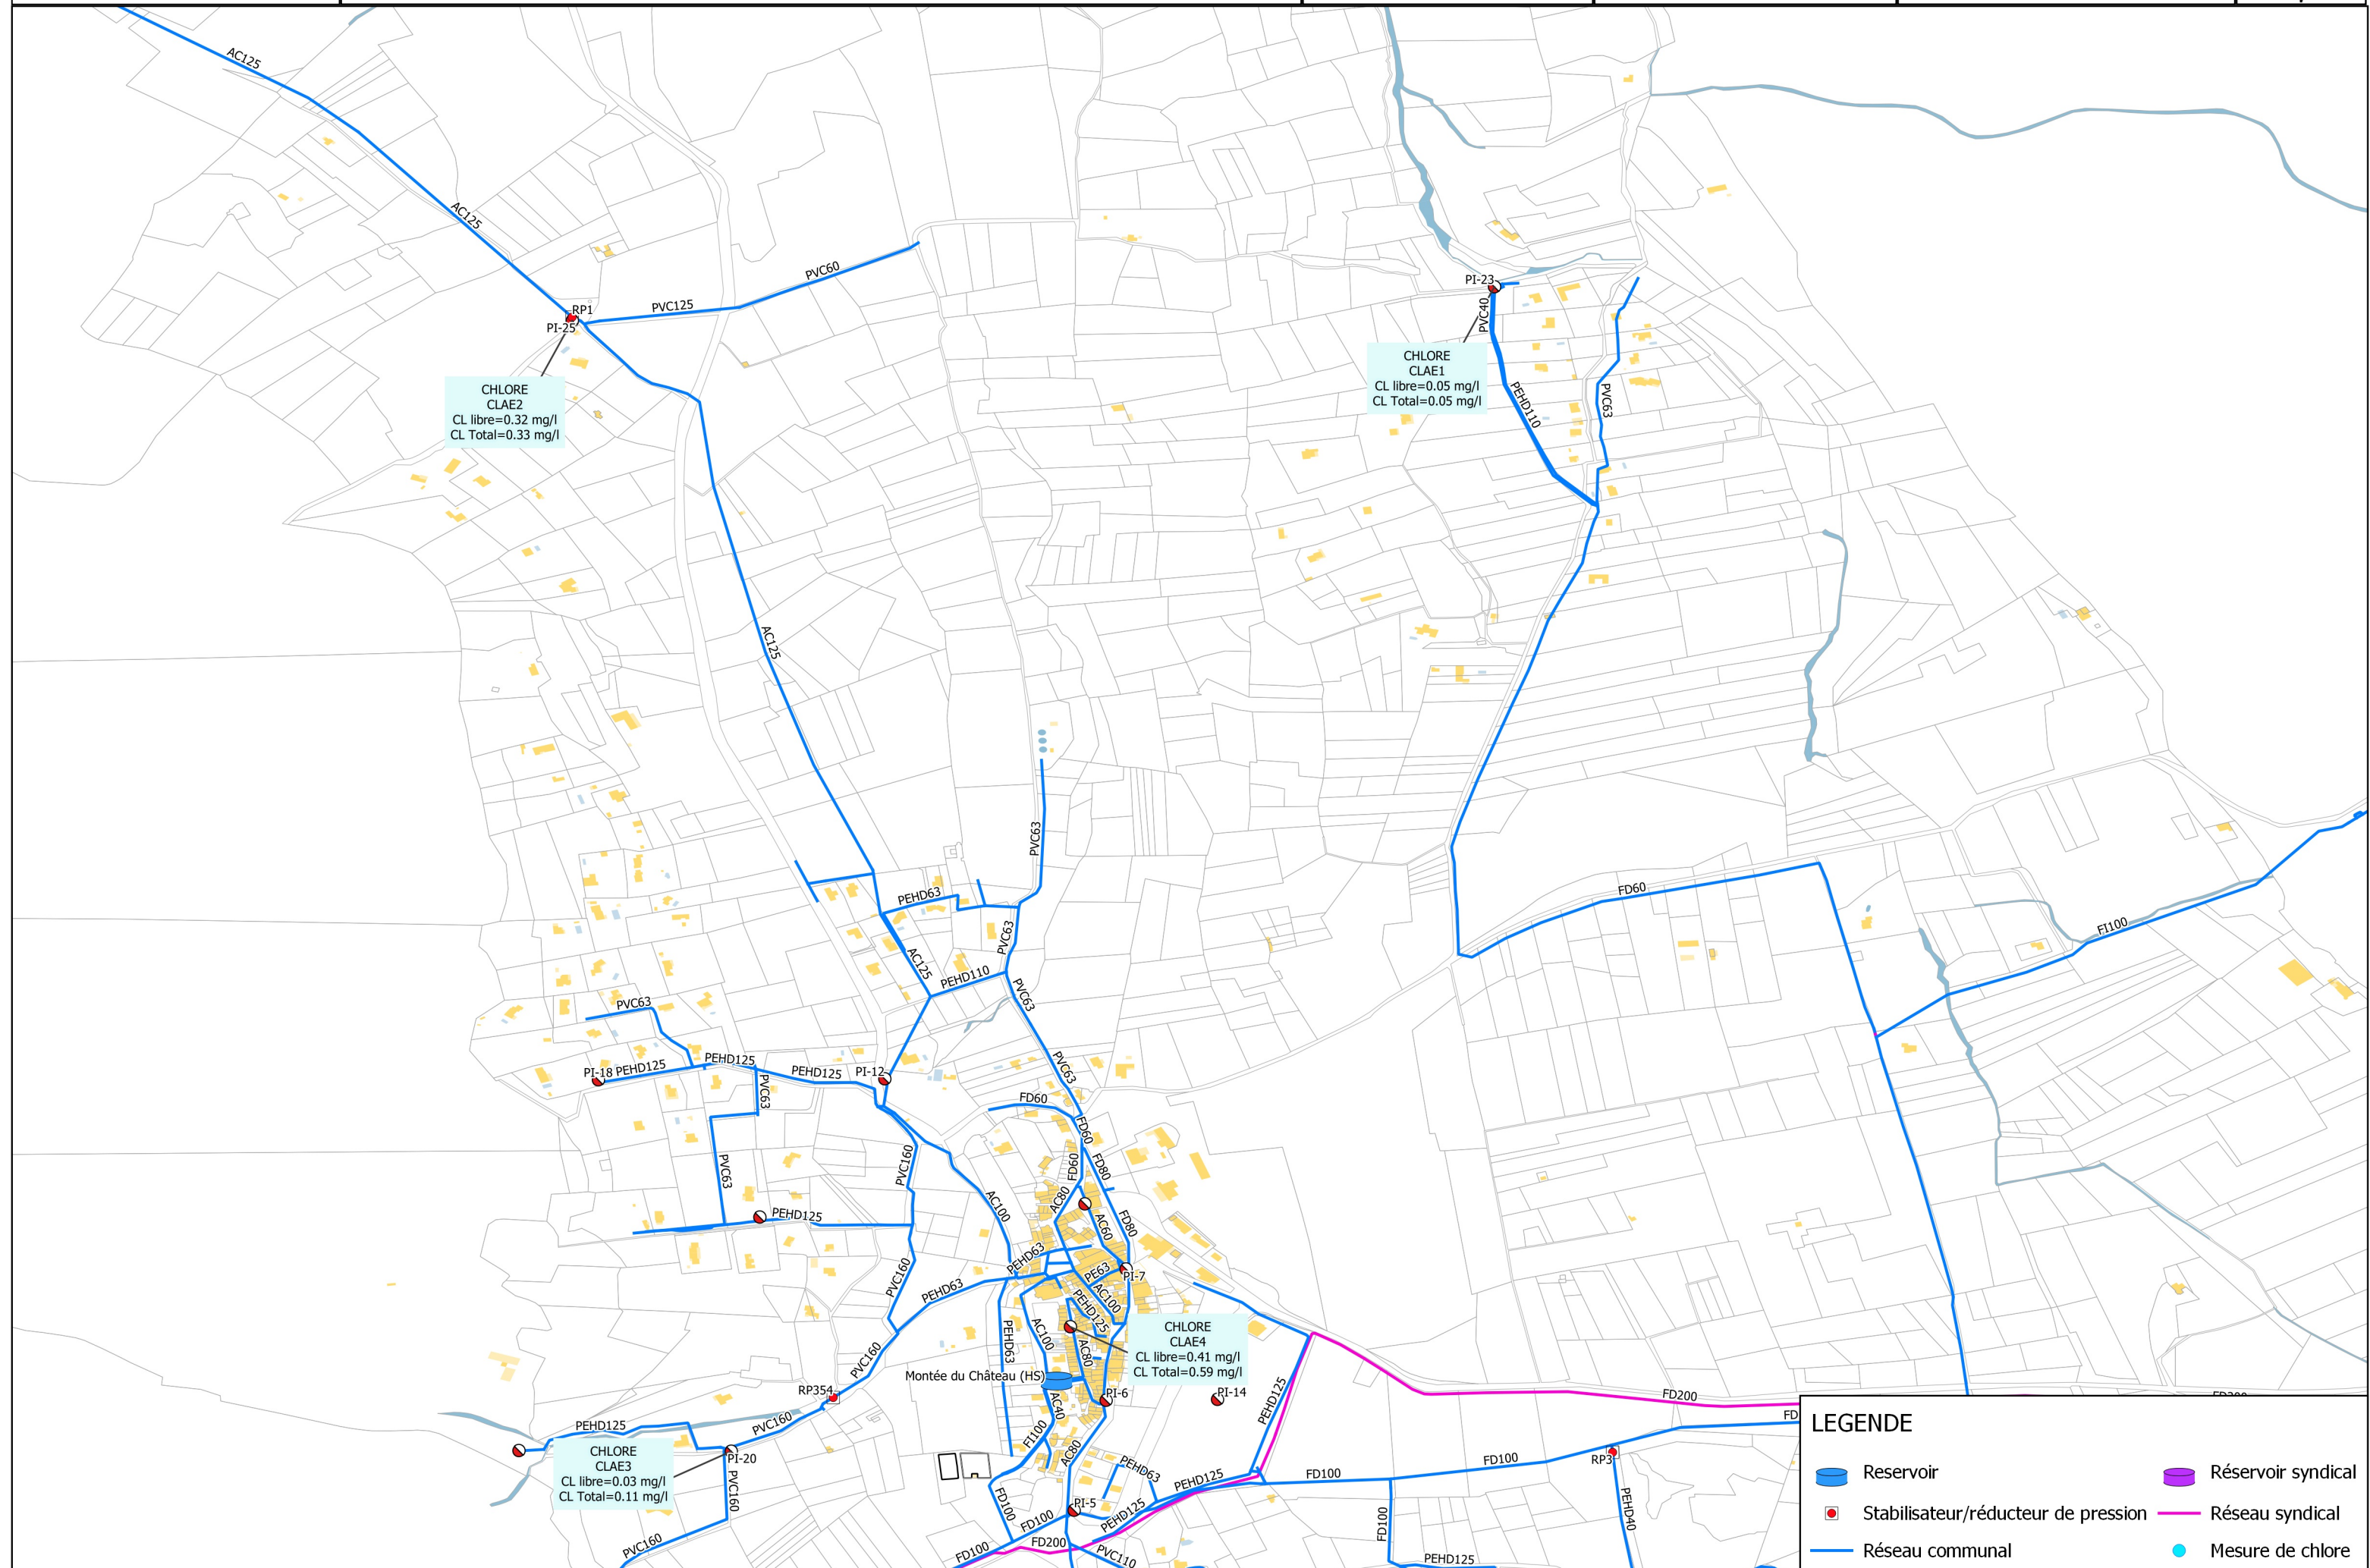 AC125
AC125
RP1
PI-25
PVC125
PVC60
CHLORE
CLAE2
CL libre=0.32 mg/l
CL Total=0.33 mg/l
PI-23
PVC40
CHLORE
CLAE1
CL libre=0.05 mg/l
CL Total=0.05 mg/l
PEHD110
PVC63
AC125
PVC63
PEHD63
PVC63
AC125
PEHD110
PVC63
FD60
FI100
PVC63
PI-18
PEHD125
PEHD125
PEHD125
PI-12
PVC63
PVC63
FD60
FD60
PVC63
PVC160
FD60
FD80
AC80
AC100
PEHD125
AC60
FD80
PVC160
PEHD63
PEHD63
PE63
PI-7
AC100
PEHD125
PEHD63
AC100
AC80
CHLORE
CLAE4
CL libre=0.41 mg/l
CL Total=0.59 mg/l
PVC160
Montée du Château (HS)
RP354
PI-6
PI-14
PEHD125
FD200
AC40
PEHD125
PVC160
FI100
AC80
PI-20
CHLORE
CLAE3
CL libre=0.03 mg/l
CL Total=0.11 mg/l
PVC160
PEHD63
PEHD125
FD100
FD100
RP3
FD100
PI-5
FD100
PEHD125
FD100
PEHD40
PVC160
FD100
FD200
PVC110
PEHD125
LEGENDE
Reservoir
Réservoir syndical
Stabilisateur/réducteur de pression
Réseau syndical
Réseau communal
Mesure de chlore